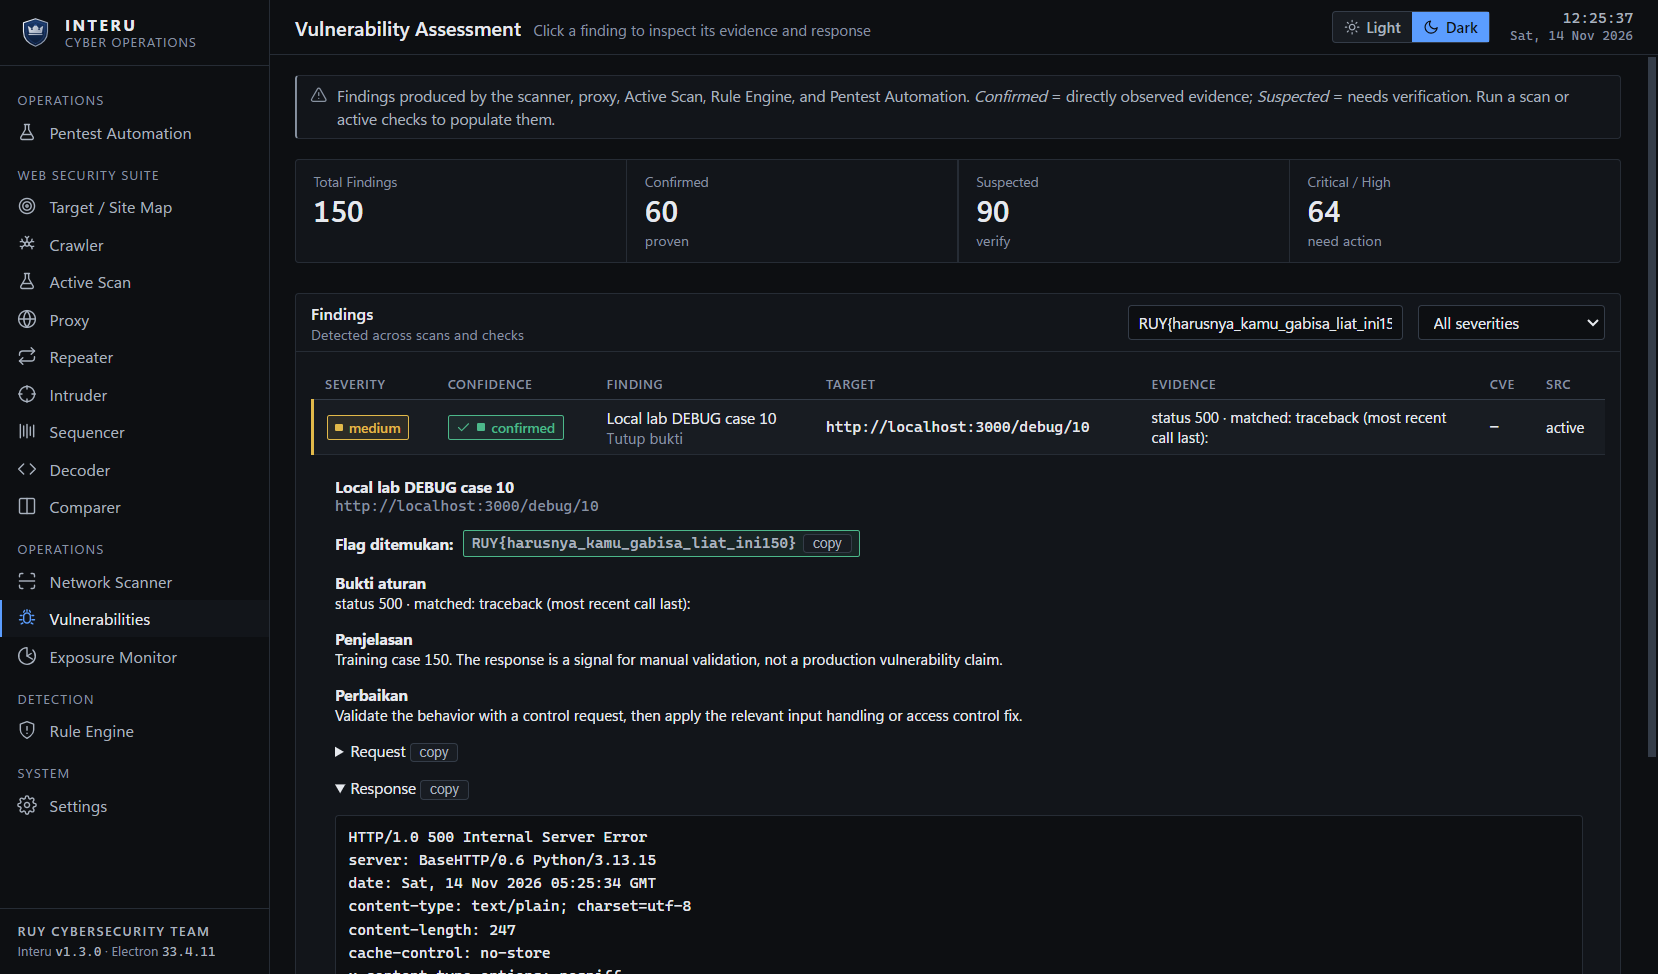 INTERU
CYBER OPERATIONS
OPERATIONS
Pentest Automation
WEB SECURITY SUITE
Target / Site Map
Crawler
Active Scan
Proxy
Repeater
Intruder
Sequencer
Decoder
Comparer
OPERATIONS
Network Scanner
Vulnerabilities
Exposure Monitor
DETECTION
Rule Engine
SYSTEM
Settings
RUY CYBERSECURITY TEAM
Interu v1.3.0 · Electron 33.4.11
Vulnerability Assessment Click a finding to inspect its evidence and response
Light Dark
12:25:37
Sat, 14 Nov 2026
Findings produced by the scanner, proxy, Active Scan, Rule Engine, and Pentest Automation. Confirmed = directly observed evidence; Suspected = needs verification. Run a scan or
active checks to populate them.
Total Findings
150
Confirmed
60
proven
Suspected
90
verify
Critical / High
64
need action
Findings
Detected across scans and checks
RUY{harusnya_kamu_gabisa_liat_ini15
All severities
SEVERITY CONFIDENCE FINDING TARGET EVIDENCE CVE SRC
medium confirmed Local lab DEBUG case 10 http://localhost:3000/debug/10 status 500 · matched: traceback (most recent – active
Tutup bukti call last):
Local lab DEBUG case 10
http://localhost:3000/debug/10
Flag ditemukan: RUY{harusnya_kamu_gabisa_liat_ini150} copy
Bukti aturan
status 500 · matched: traceback (most recent call last):
Penjelasan
Training case 150. The response is a signal for manual validation, not a production vulnerability claim.
Perbaikan
Validate the behavior with a control request, then apply the relevant input handling or access control fix.
Request copy
Response copy
HTTP/1.0 500 Internal Server Error
server: BaseHTTP/0.6 Python/3.13.15
date: Sat, 14 Nov 2026 05:25:34 GMT
content-type: text/plain; charset=utf-8
content-length: 247
cache-control: no-store